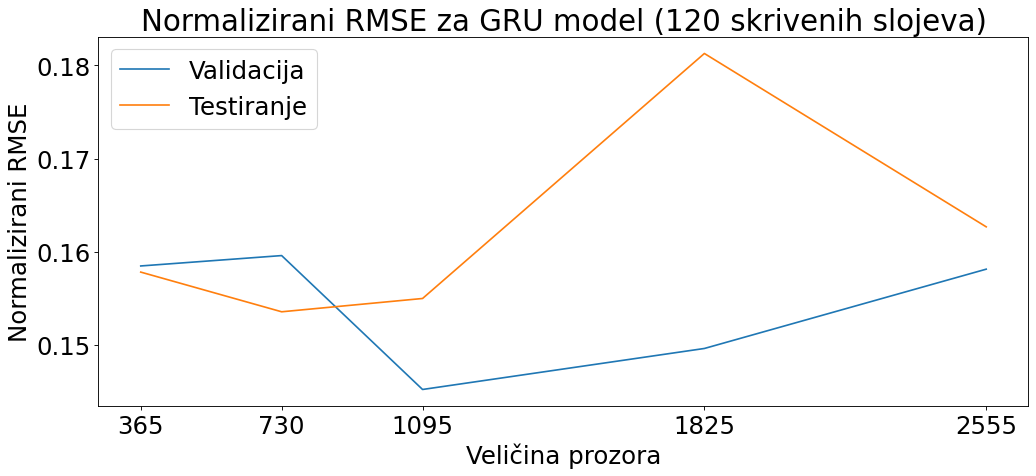 Normalizirani RMSE za GRU model (120 skrivenih slojeva)
Validacija
Testiranje
Normalizirani RMSE
0.18
0.17
0.16
0.15
365 730 1095 1825 2555
Veličina prozora